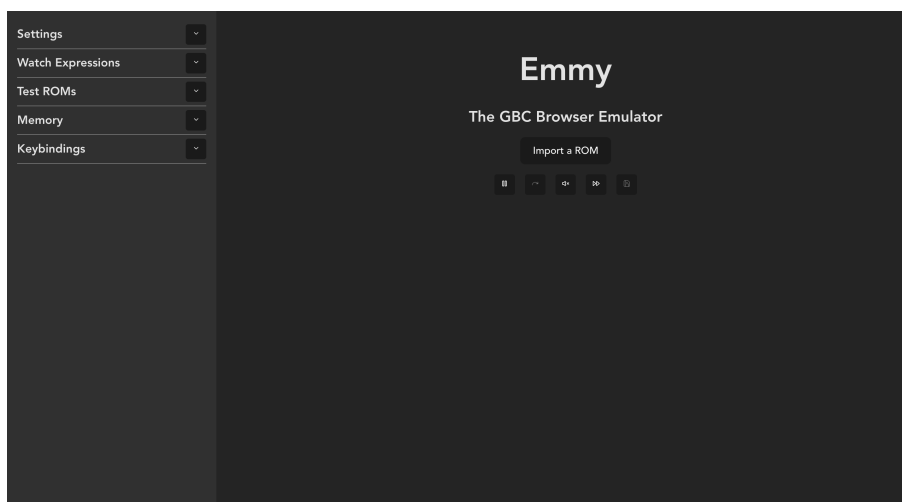 Settings
Watch Expressions
Test ROMs
Memory
Keybindings
Emmy
The GBC Browser Emulator
Import a ROM